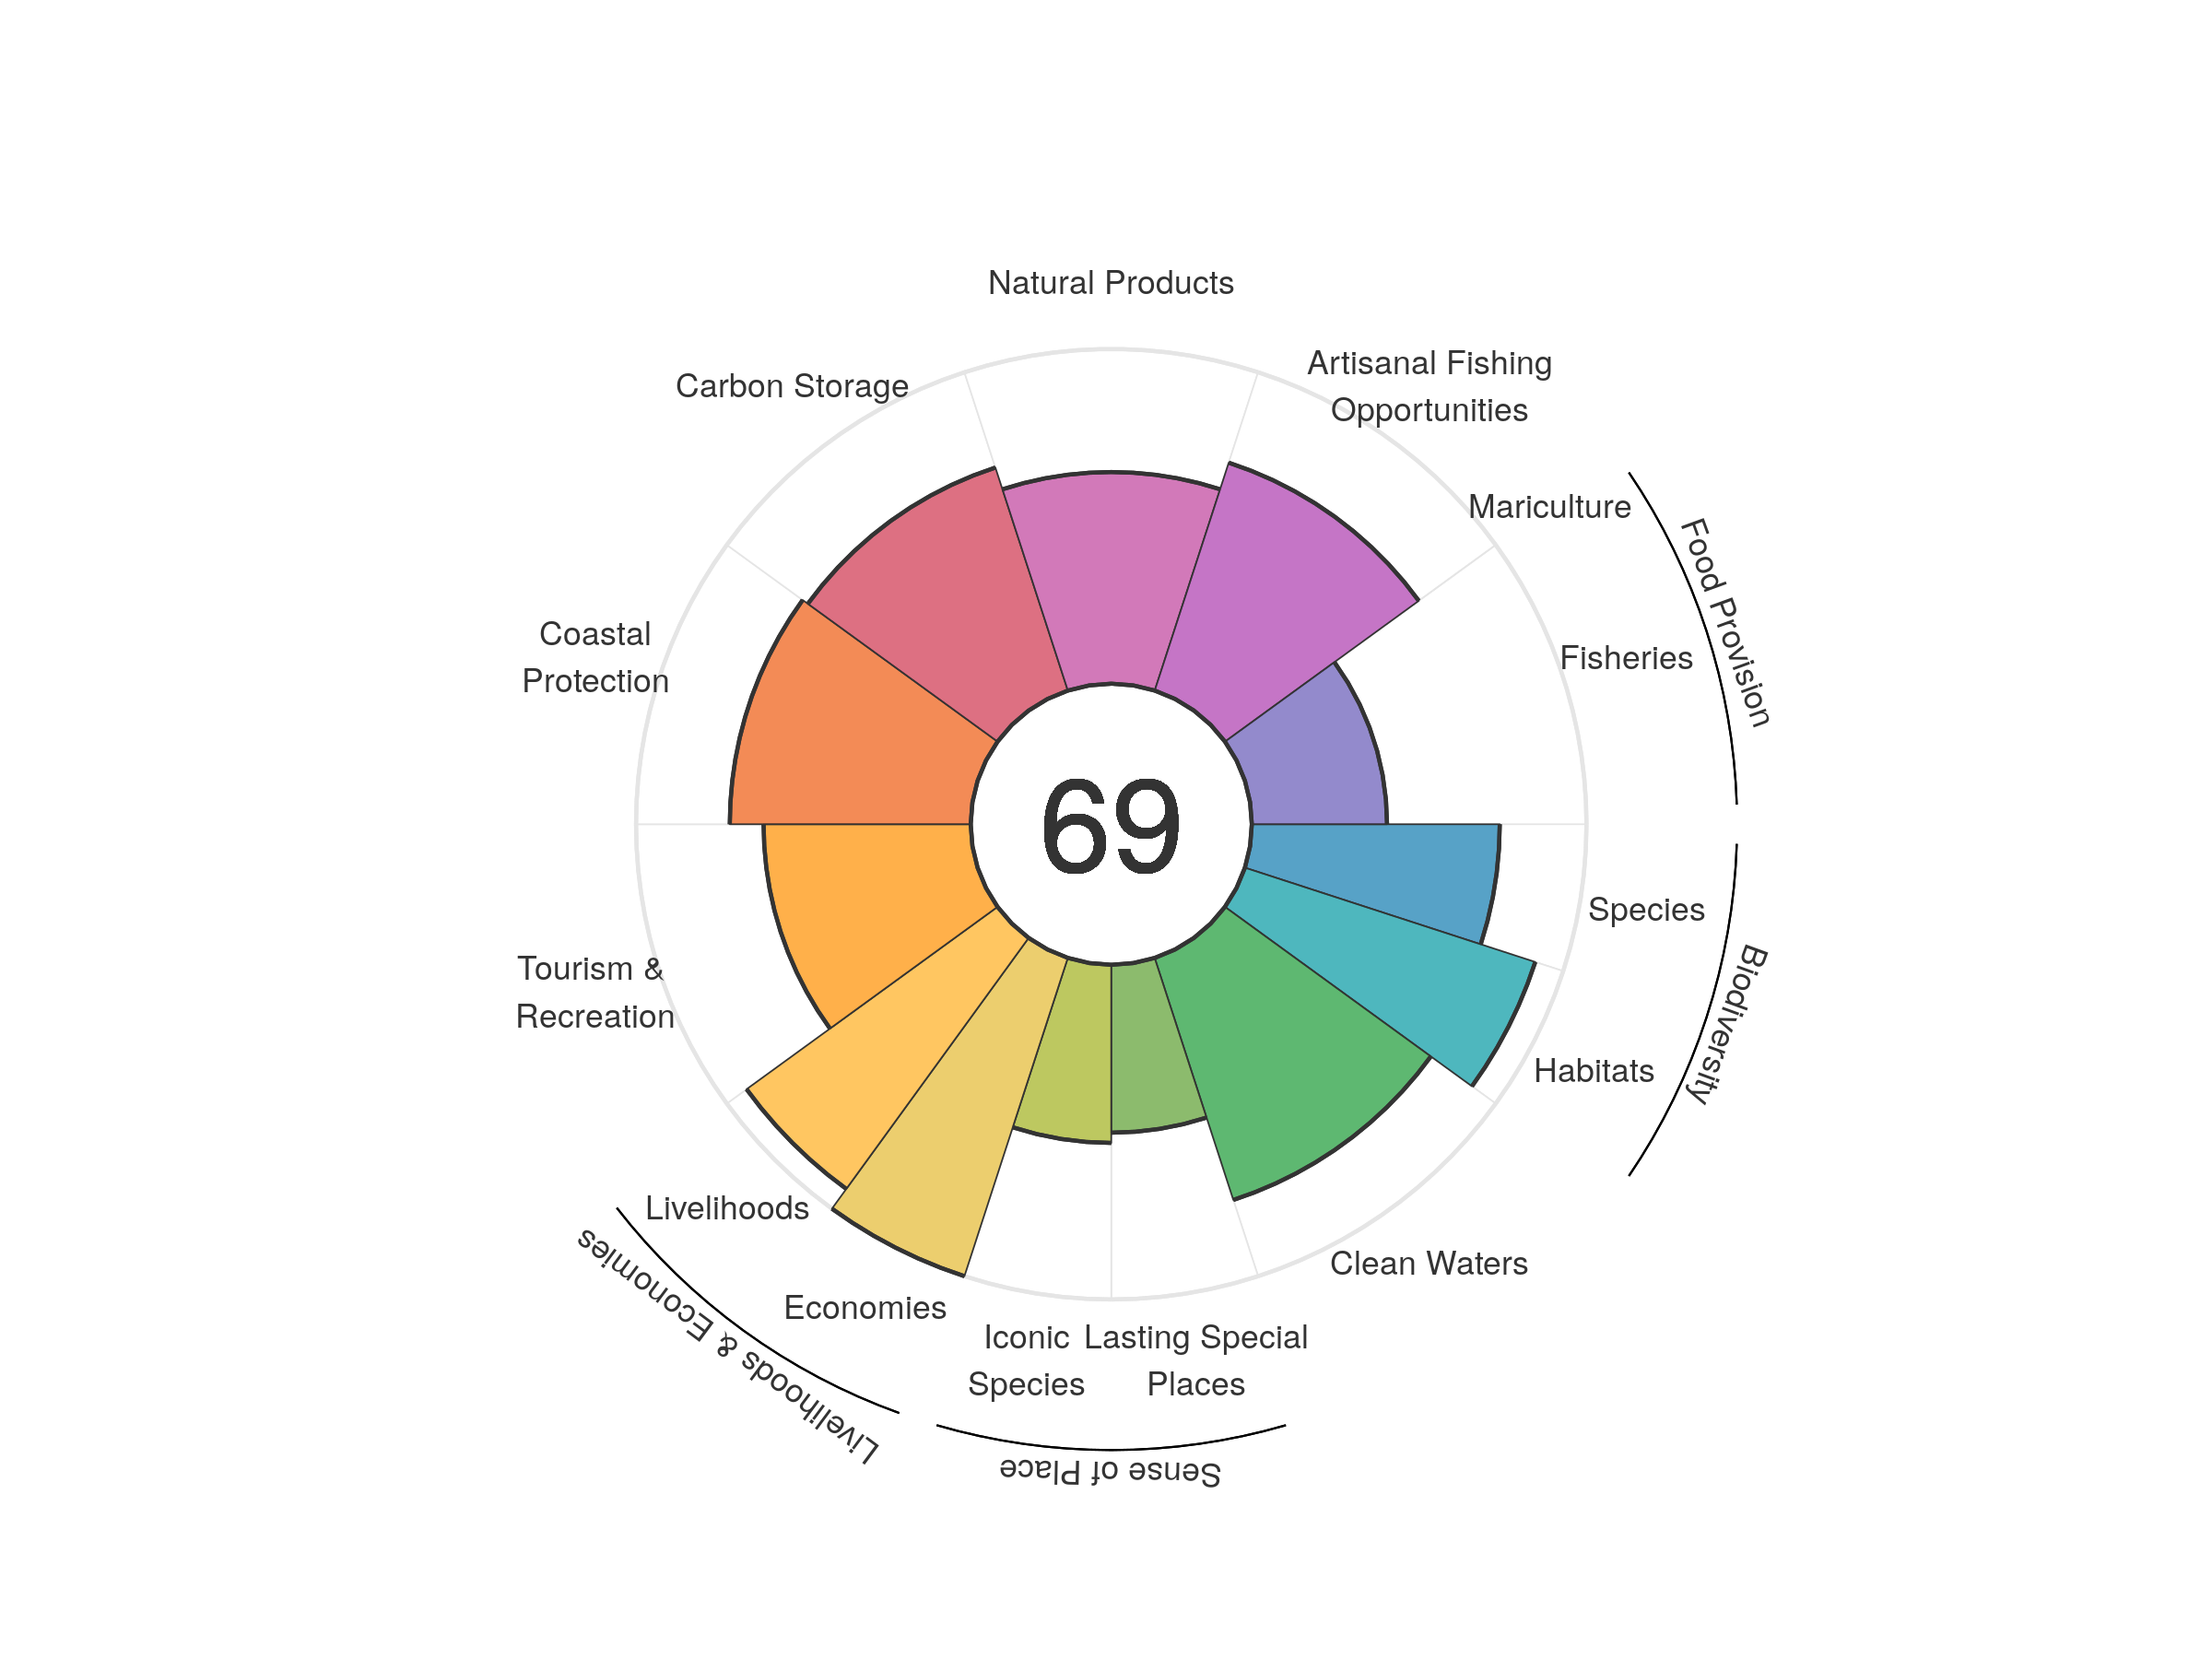 Natural Products
Artisanal Fishing
Opportunities
Carbon Storage
Mariculture
Food Provision
Fisheries
Coastal
Protection
69
Species
Biodiversity
Tourism &
Recreation
Habitats
Livelihoods
Livelihoods & Economies
Clean Waters
Economies
Iconic
Species
Lasting Special
Places
Sense of Place